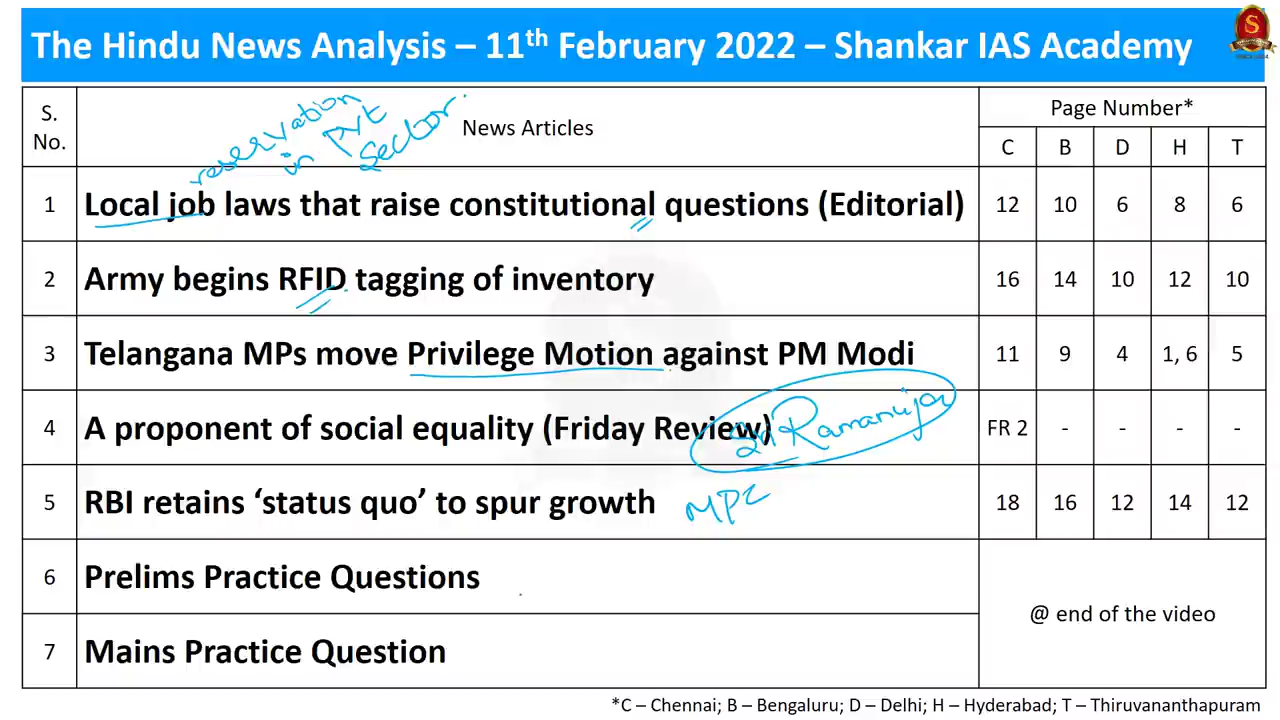 The Hindu News Analysis – 11th February 2022 – Shankar IAS Academy
S. No.
News Articles
Page Number*
C B D H T
reservation
in Pvt
Sector.
1 Local job laws that raise constitutional questions (Editorial) 12 10 6 8 6
2 Army begins RFID tagging of inventory 16 14 10 12 10
3 Telangana MPs move Privilege Motion against PM Modi 11 9 4 1, 6 5
4 A proponent of social equality (Friday Review) FR 2 - - - -
Sri Ramanujar
5 RBI retains ‘status quo’ to spur growth 18 16 12 14 12
MPC
6 Prelims Practice Questions
@ end of the video
7 Mains Practice Question
*C – Chennai; B – Bengaluru; D – Delhi; H – Hyderabad; T – Thiruvananthapuram